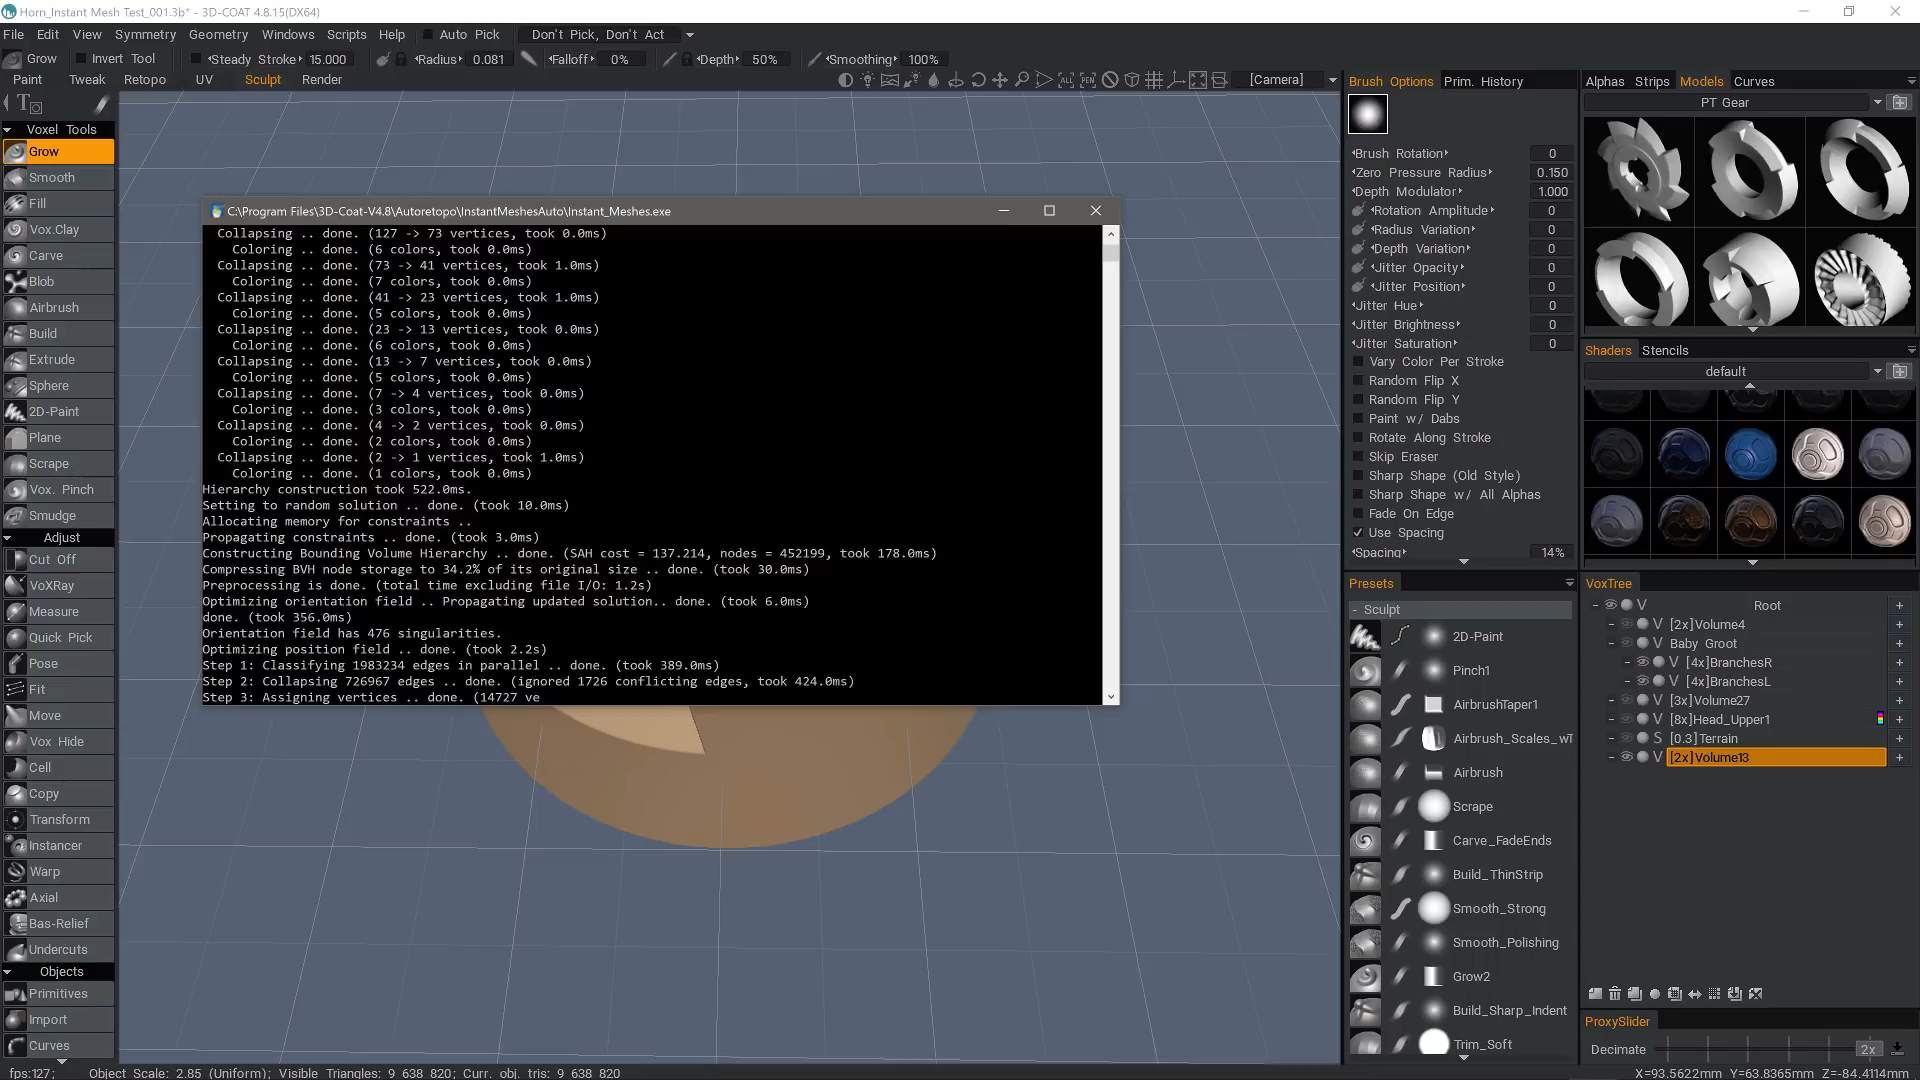 Horn_Instant Mesh Test_001.3b* - 3D-COAT 4.8.15(DX64)
File Edit View Symmetry Geometry Windows Scripts Help Auto Pick Don't Pick, Don't Act
Grow Invert Tool Steady Stroke 15.000 Radius 0.081 Falloff 0% Depth 50% Smoothing 100%
Paint Tweak Retopo UV Sculpt Render [Camera]
Voxel Tools
Grow
Smooth
Fill
Vox.Clay
Carve
Blob
Airbrush
Build
Extrude
Sphere
2D-Paint
Plane
Scrape
Vox. Pinch
Smudge
Adjust
Cut Off
VoXRay
Measure
Quick Pick
Pose
Fit
Move
Vox Hide
Cell
Copy
Transform
Instancer
Warp
Axial
Bas-Relief
Undercuts
Objects
Primitives
Import
Curves
C:\Program Files\3D-Coat-V4.8\Autoretopo\InstantMeshesAuto\Instant_Meshes.exe
Collapsing .. done. (127 -> 73 vertices, took 0.0ms)
Coloring .. done. (6 colors, took 0.0ms)
Collapsing .. done. (73 -> 41 vertices, took 1.0ms)
Coloring .. done. (7 colors, took 0.0ms)
Collapsing .. done. (41 -> 23 vertices, took 1.0ms)
Coloring .. done. (5 colors, took 0.0ms)
Collapsing .. done. (23 -> 13 vertices, took 1.0ms)
Coloring .. done. (6 colors, took 0.0ms)
Collapsing .. done. (13 -> 7 vertices, took 0.0ms)
Coloring .. done. (5 colors, took 0.0ms)
Collapsing .. done. (7 -> 4 vertices, took 0.0ms)
Coloring .. done. (3 colors, took 0.0ms)
Collapsing .. done. (4 -> 2 vertices, took 0.0ms)
Coloring .. done. (2 colors, took 0.0ms)
Collapsing .. done. (2 -> 1 vertices, took 1.0ms)
Coloring .. done. (1 colors, took 0.0ms)
Hierarchy construction took 522.0ms.
Setting to random solution .. done. (took 10.0ms)
Allocating memory for constraints ..
Propagating constraints .. done. (took 3.0ms)
Constructing Bounding Volume Hierarchy .. done. (SAH cost = 137.214, nodes = 452199, took 178.0ms)
Compressing BVH node storage to 34.2% of its original size .. done. (took 30.0ms)
Preprocessing is done. (total time excluding file I/O: 1.2s)
Optimizing orientation field .. Propagating updated solution.. done. (took 6.0ms)
done. (took 356.0ms)
Orientation field has 476 singularities.
Optimizing position field .. done. (took 2.2s)
Step 1: Classifying 1983234 edges in parallel .. done. (took 389.0ms)
Step 2: Collapsing 726967 edges .. done. (ignored 1726 conflicting edges, took 424.0ms)
Step 3: Assigning vertices .. done. (14727 ve
Brush Options Prim. History
Brush Rotation 0
Zero Pressure Radius 0.150
Depth Modulator 1.000
Rotation Amplitude 0
Radius Variation 0
Depth Variation 0
Jitter Opacity 0
Jitter Position 0
Jitter Hue 0
Jitter Brightness 0
Jitter Saturation 0
Vary Color Per Stroke
Random Flip X
Random Flip Y
Paint w/ Dabs
Rotate Along Stroke
Skip Eraser
Sharp Shape (Old Style)
Sharp Shape w/ All Alphas
Fade On Edge
Use Spacing
Spacing 14%
Presets
- Sculpt
2D-Paint
Pinch1
AirbrushTaper1
Airbrush_Scales_wT
Airbrush
Scrape
Carve_FadeEnds
Build_ThinStrip
Smooth_Strong
Smooth_Polishing
Grow2
Build_Sharp_Indent
Trim_Soft
Alphas Strips Models Curves
PT Gear
Shaders Stencils
default
VoxTree
V Root +
V [2x]Volume4 +
V Baby Groot +
V [4x]BranchesR +
V [4x]BranchesL +
V [3x]Volume27 +
V [8x]Head_Upper1 +
S [0.3]Terrain +
V [2x]Volume13 +
ProxySlider
Decimate 2x
fps:127; Object Scale: 2.85 (Uniform); Visible Triangles: 9 638 820; Curr. obj. tris: 9 638 820 X=93.5622mm Y=63.8365mm Z=-84.4114mm